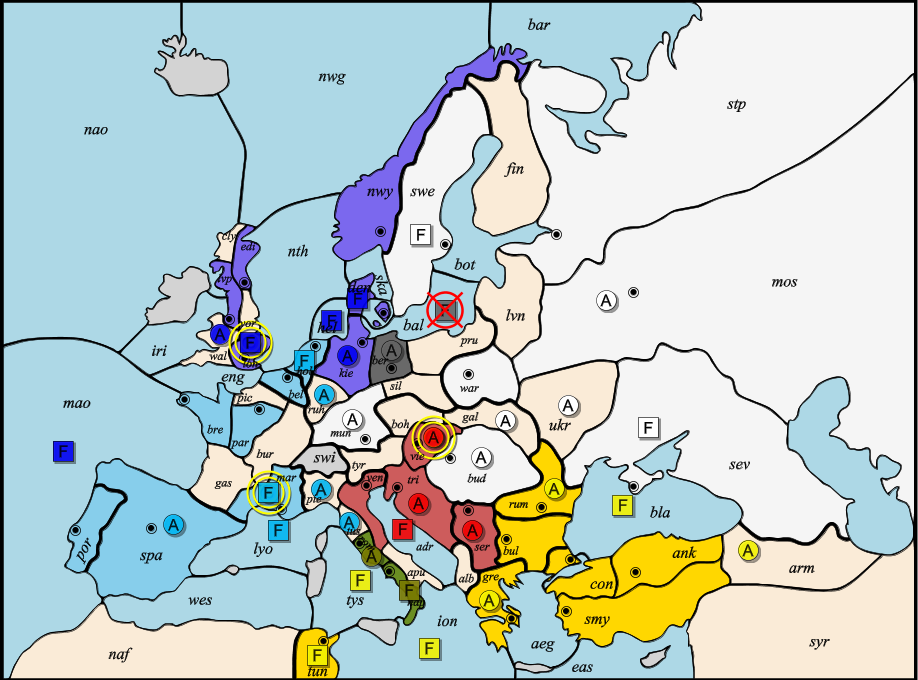 bar
nwg
stp
nao
fin
nwy
swe
cly
edi
nth
bot
ska
mos
lvp
den
lvn
hel
bal
yor
iri
wal
lon
hol
pru
kie
ber
eng
war
mao
pic
bel
ruh
sil
bre
par
mun
boh
gal
ukr
bur
swi
vie
tyr
bud
sev
gas
mar
pie
ven
tri
rum
spa
lyo
tus
adr
ser
bul
bla
por
ank
apu
alb
gre
con
arm
wes
tys
nap
ion
smy
aeg
naf
syr
eas
tun
F
F
A
F
A
F
F
F
A
A
A
F
A
A
A
A
A
F
F
A
A
F
A
A
F
A
A
F
F
A
A
F
A
F
A
F
F